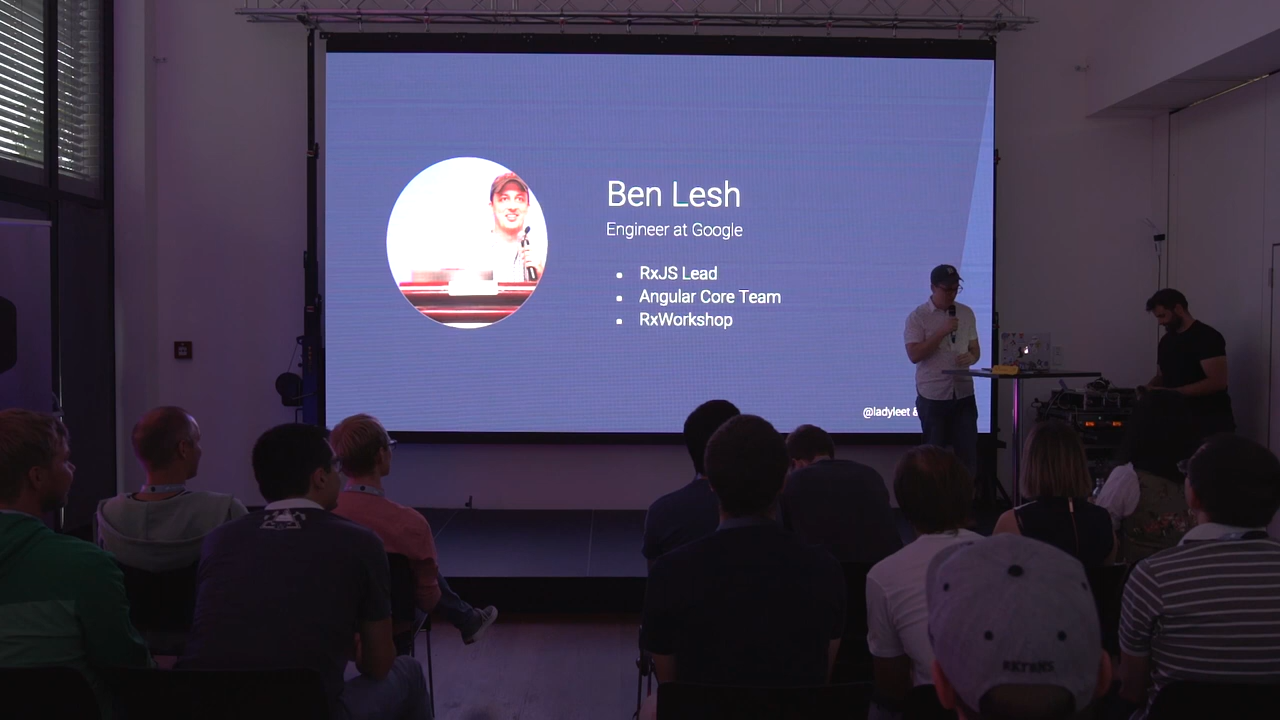 Ben Lesh
Engineer at Google
RxJS Lead
Angular Core Team
RxWorkshop
@ladyleet &